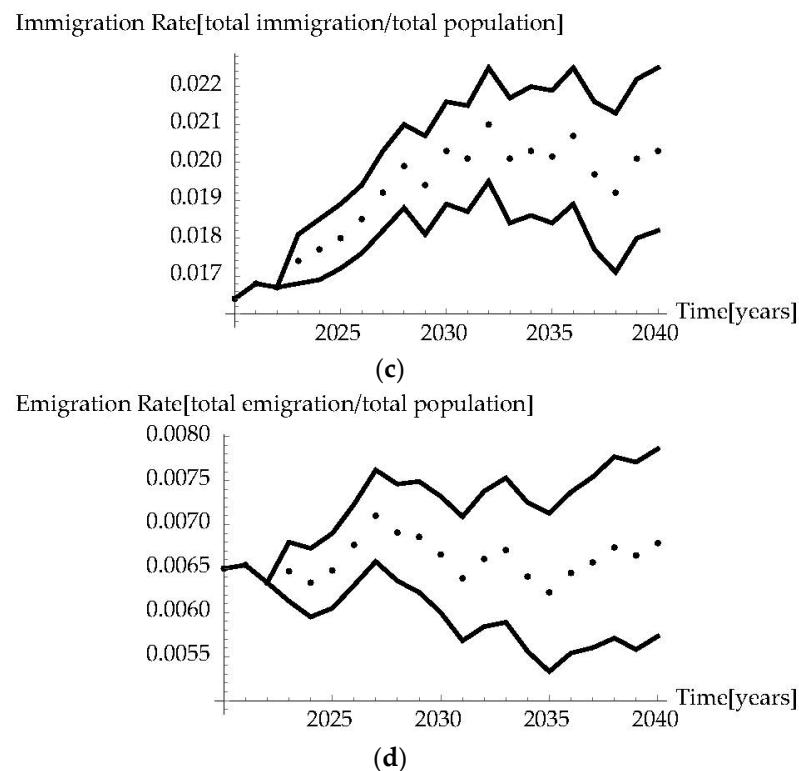 Immigration Rate[total immigration/total population]
0.022
0.021
0.020
0.019
0.018
0.017
Time[years]
2025 2030 2035 2040
(c)
Emigration Rate[total emigration/total population]
0.0080
0.0075
0.0070
0.0065
0.0060
0.0055
Time[years]
2025 2030 2035 2040
(d)